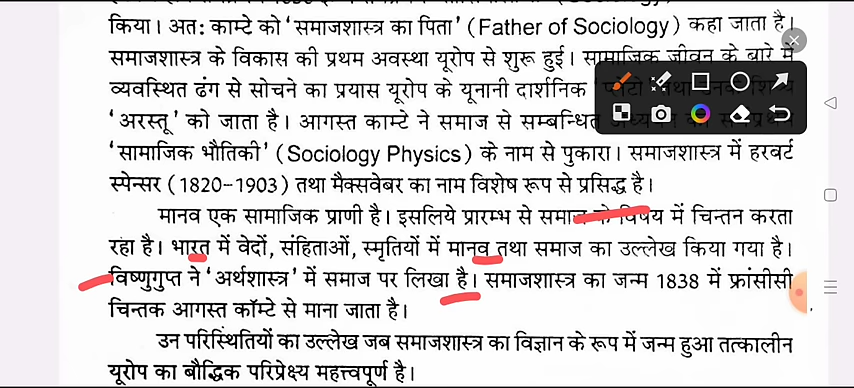 किया। अतः काम्टे को 'समाजशास्त्र का पिता' (Father of Sociology) कहा जाता है।
समाजशास्त्र के विकास की प्रथम अवस्था यूरोप से शुरू हुई। सामाजिक जीवन के बारे में
व्यवस्थित ढंग से सोचने का प्रयास यूरोप के यूनानी दार्शनिक
'अरस्तू' को जाता है। आगस्त काम्टे ने समाज से सम्बन्धित
'सामाजिक भौतिकी' (Sociology Physics) के नाम से पुकारा। समाजशास्त्र में हरबर्ट
स्पेन्सर (1820-1903) तथा मैक्सवेबर का नाम विशेष रूप से प्रसिद्ध है।
मानव एक सामाजिक प्राणी है। इसलिये प्रारम्भ से समाज के विषय में चिन्तन करता
रहा है। भारत में वेदों, संहिताओं, स्मृतियों में मानव तथा समाज का उल्लेख किया गया है।
विष्णुगुप्त ने 'अर्थशास्त्र' में समाज पर लिखा है। समाजशास्त्र का जन्म 1838 में फ्रांसीसी
चिन्तक आगस्त कॉम्टे से माना जाता है।
उन परिस्थितियों का उल्लेख जब समाजशास्त्र का विज्ञान के रूप में जन्म हुआ तत्कालीन
यूरोप का बौद्धिक परिप्रेक्ष्य महत्त्वपूर्ण है।